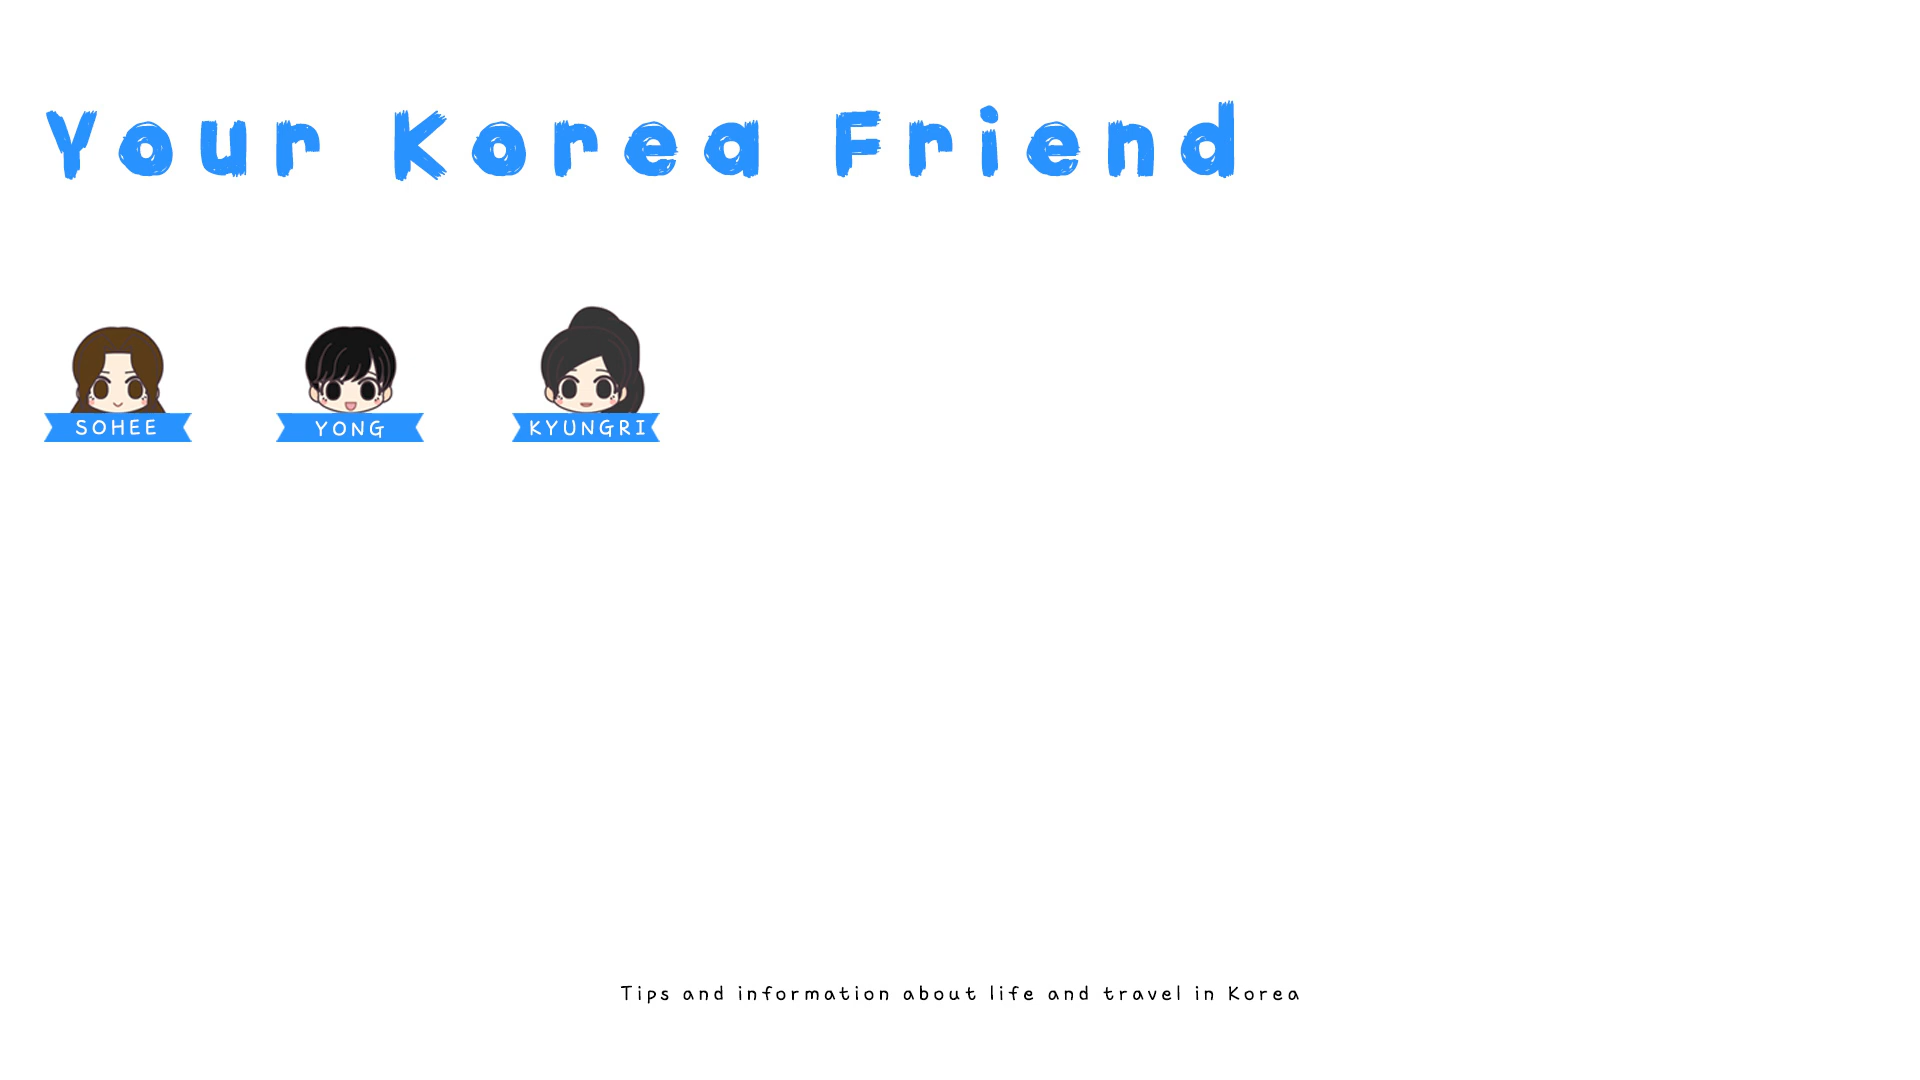 Your Korea Friend
SOHEE YONG KYUNGRI
Tips and information about life and travel in Korea